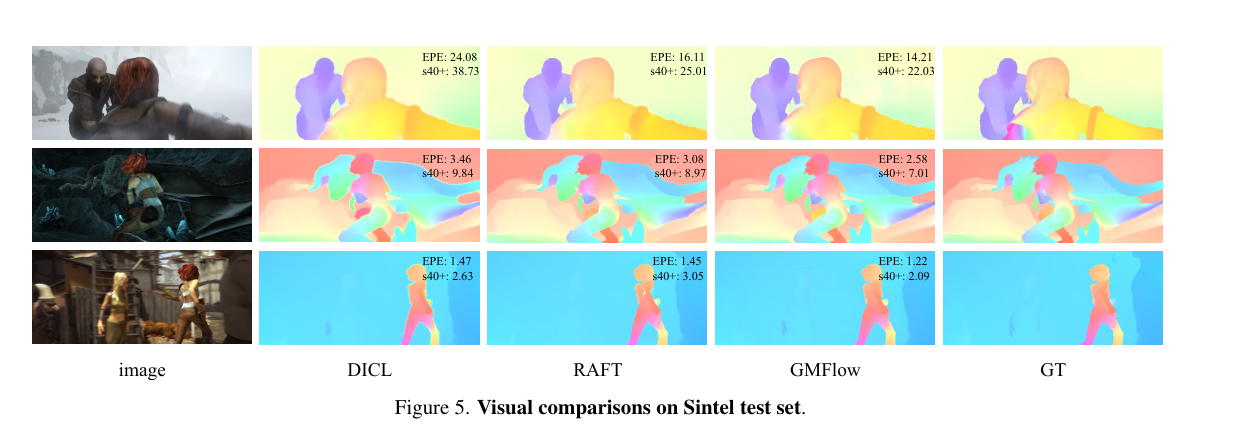 EPE: 24.08
s40+: 38.73
EPE: 16.11
s40+: 25.01
EPE: 14.21
s40+: 22.03
EPE: 3.46
s40+: 9.84
EPE: 3.08
s40+: 8.97
EPE: 2.58
s40+: 7.01
EPE: 1.47
s40+: 2.63
EPE: 1.45
s40+: 3.05
EPE: 1.22
s40+: 2.09
image DICL RAFT GMFlow GT
Figure 5. Visual comparisons on Sintel test set.